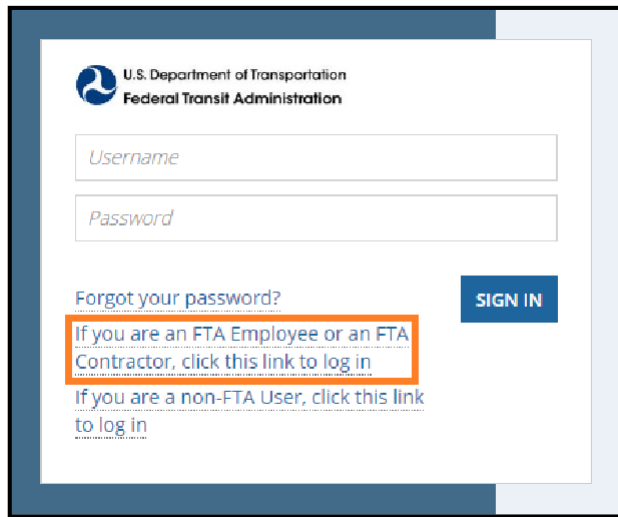 U.S. Department of Transportation
Federal Transit Administration
Username
Password
Forgot your password?
SIGN IN
If you are an FTA Employee or an FTA
Contractor, click this link to log in
If you are a non-FTA User, click this link
to log in